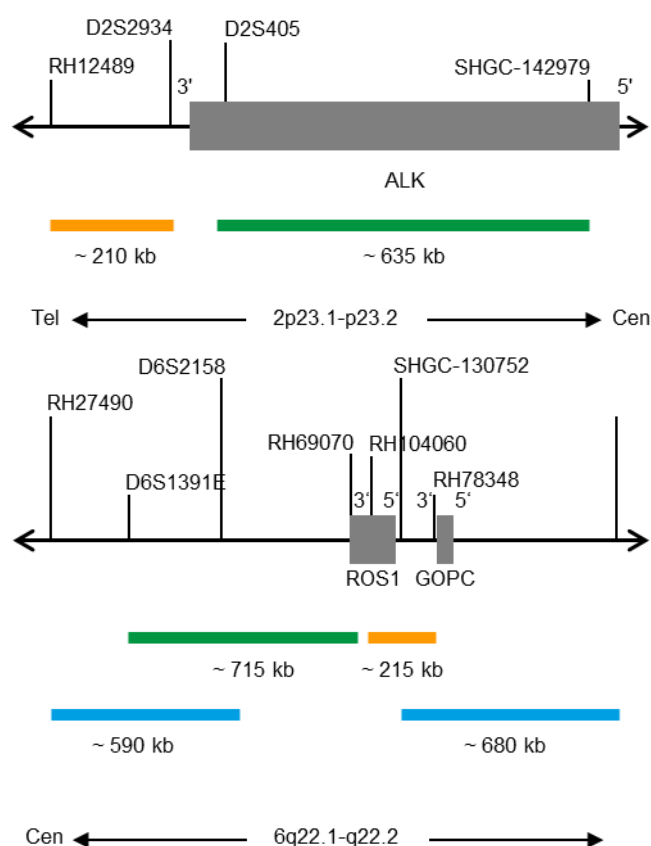 D2S2934
D2S405
RH12489
SHGC-142979
3'
5'
ALK
~ 210 kb
~ 635 kb
Tel
2p23.1-p23.2
Cen
D6S2158
SHGC-130752
RH27490
RH69070
RH104060
D6S1391E
RH78348
3‘
5‘
3‘
5‘
ROS1
GOPC
~ 715 kb
~ 215 kb
~ 590 kb
~ 680 kb
Cen
6q22.1-q22.2